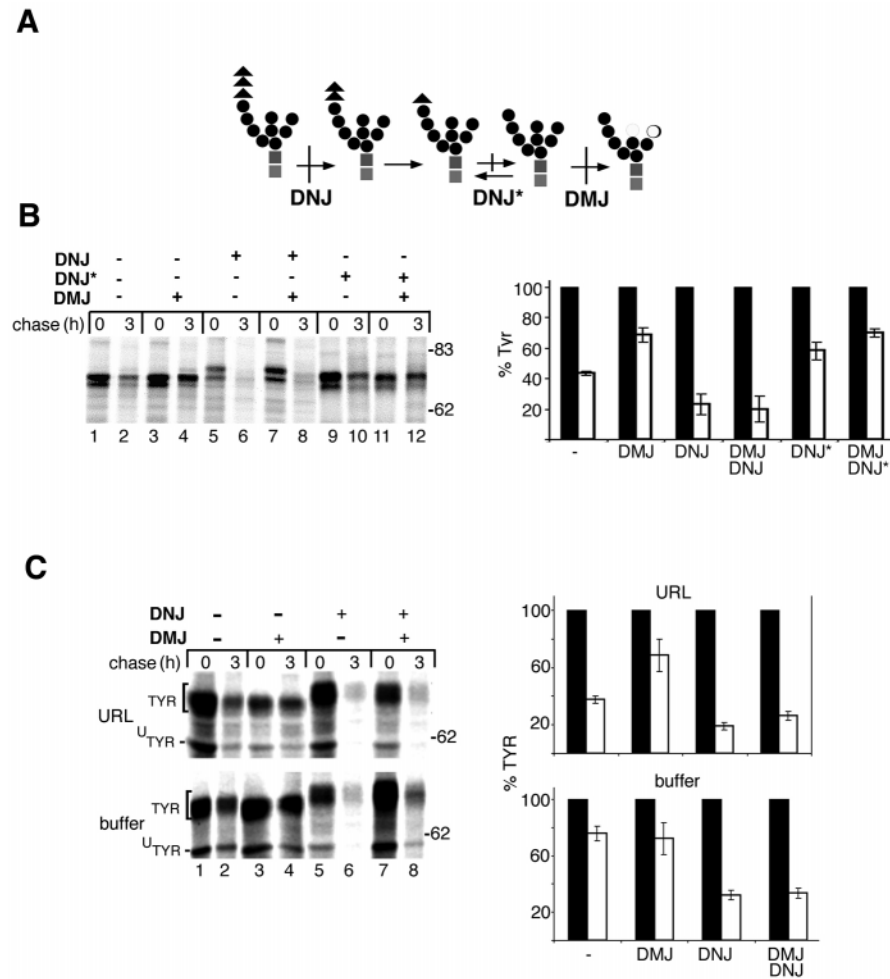 A
DNJ DNJ* DMJ
B
DNJ - - + + - -
DNJ* - - - - + +
DMJ - + - + - +
chase (h) 0 3 0 3 0 3 0 3 0 3 0 3
-83
-62
1 2 3 4 5 6 7 8 9 10 11 12
% Tyr
100
80
60
40
20
- DMJ DNJ DMJ DNJ* DMJ
DNJ DNJ*
C
DNJ - - + +
DMJ - + - +
chase (h) 0 3 0 3 0 3 0 3
TYR
URL
UTYR-
-62
TYR
buffer
UTYR-
-62
1 2 3 4 5 6 7 8
% TYR
URL
100
60
20
buffer
100
60
20
- DMJ DNJ DMJ
DNJ